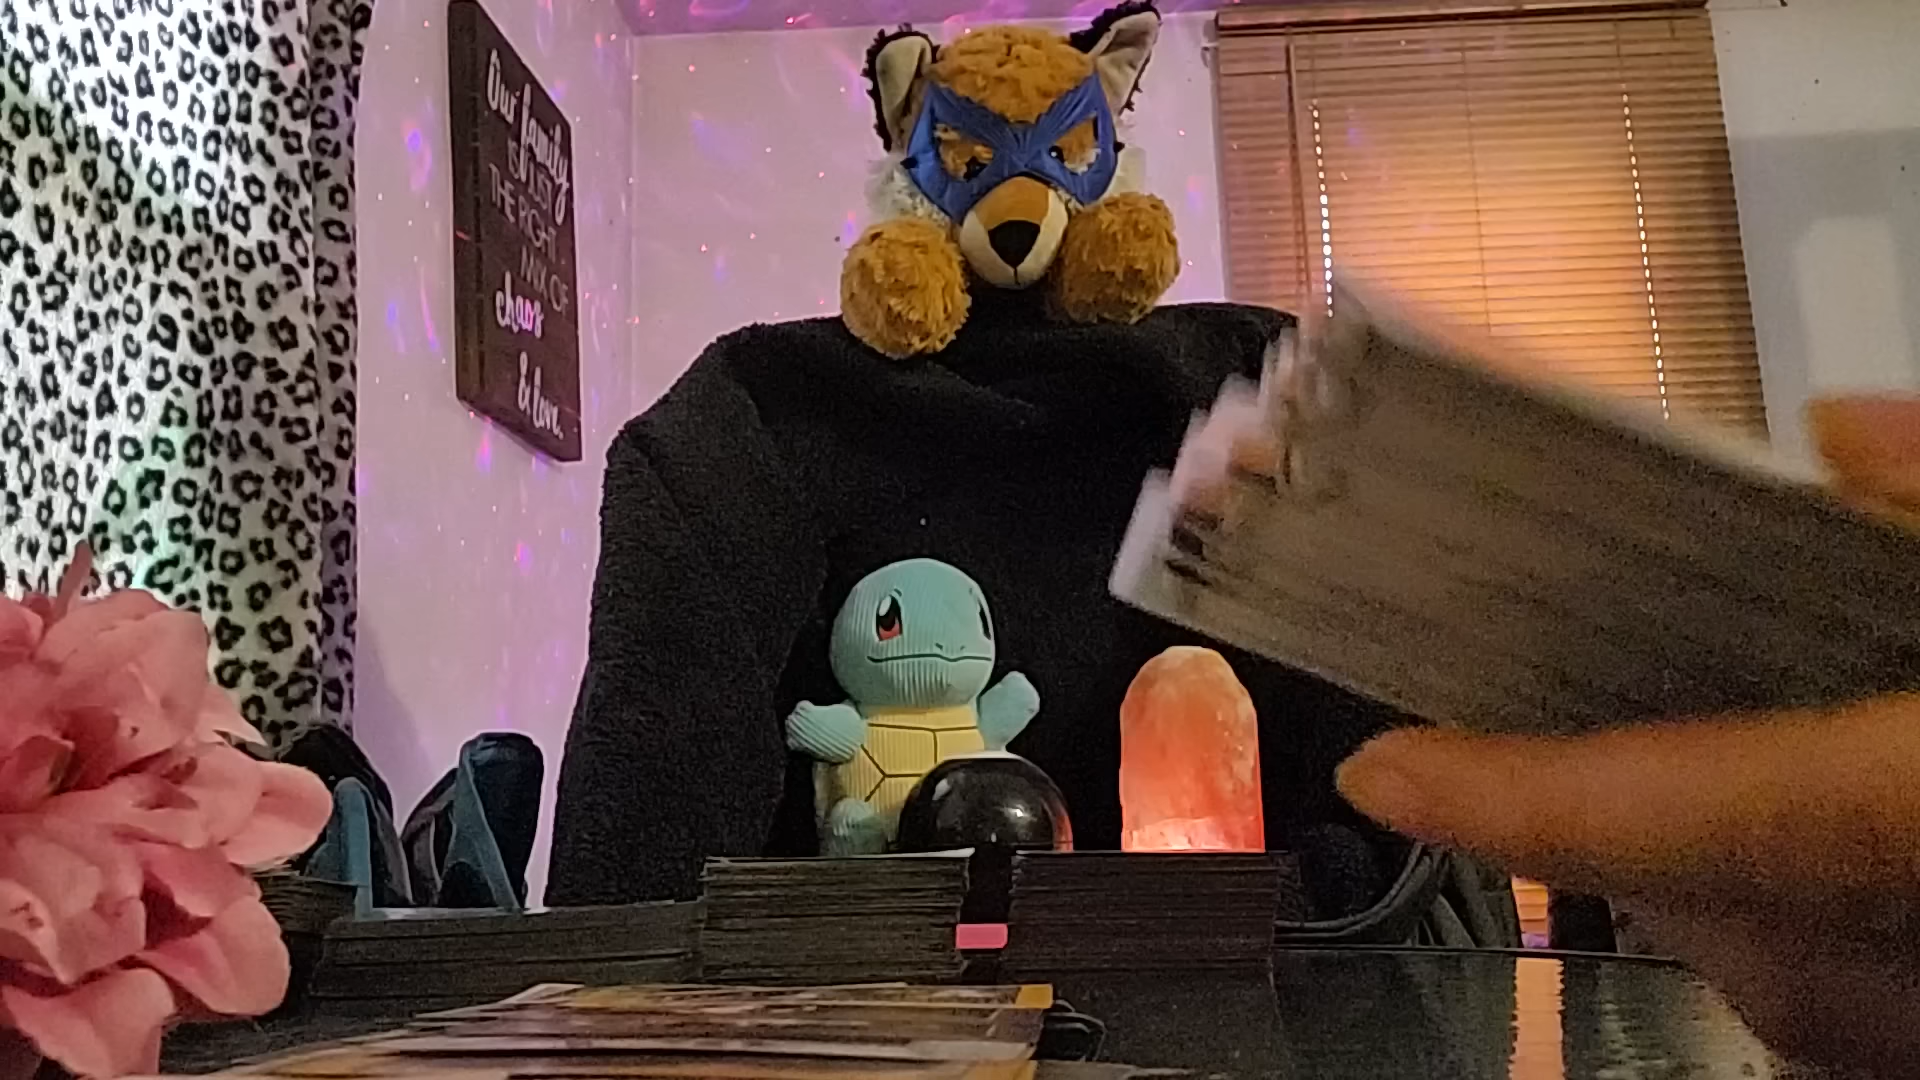 Our family
IS JUST
THE RIGHT
MIX OF
chaos
& love.